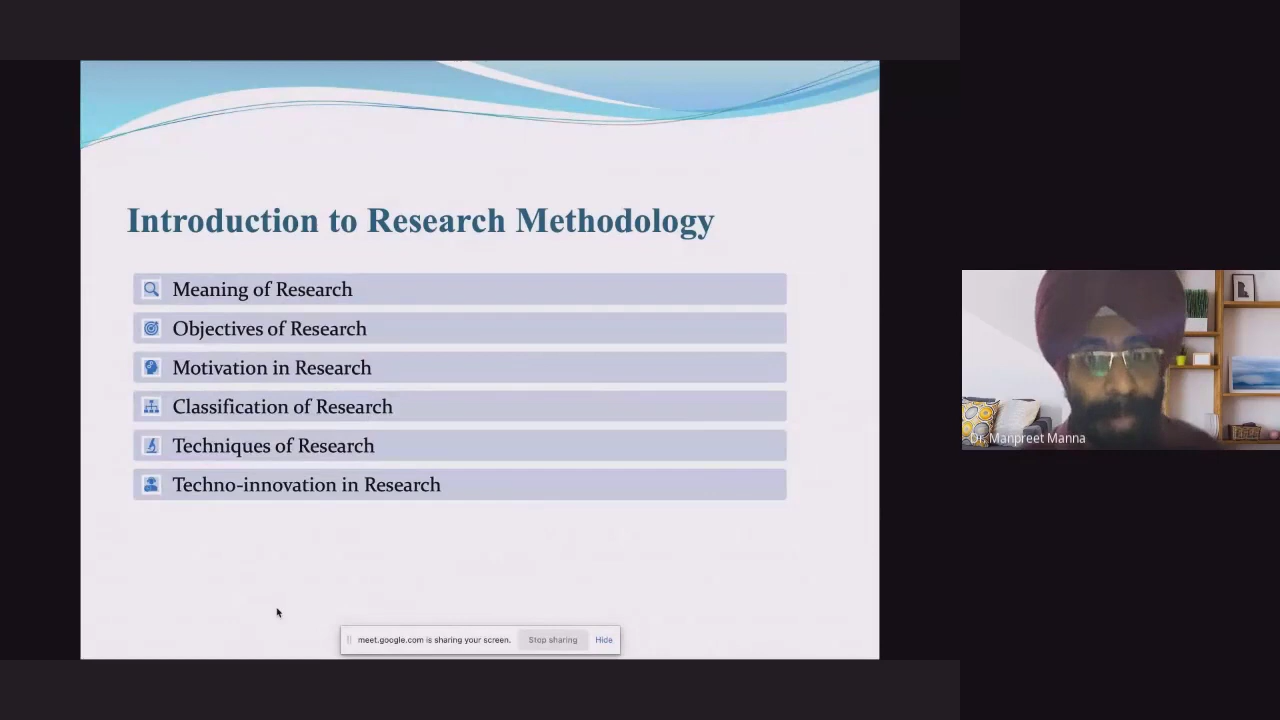 Introduction to Research Methodology
Meaning of Research
Objectives of Research
Motivation in Research
Classification of Research
Techniques of Research
Techno-innovation in Research
meet.google.com is sharing your screen. Stop sharing Hide
Dr. Manpreet Manna